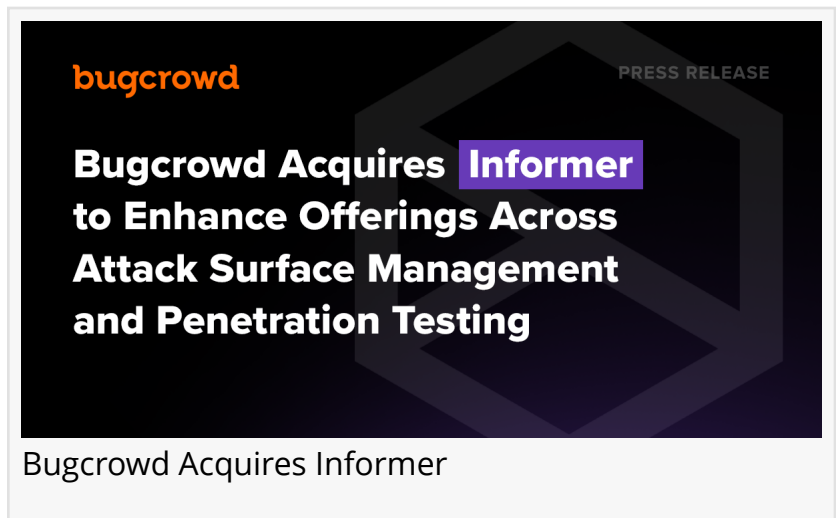 bugcrowd
PRESS RELEASE
Bugcrowd Acquires Informer
to Enhance Offerings Across
Attack Surface Management
and Penetration Testing
Bugcrowd Acquires Informer